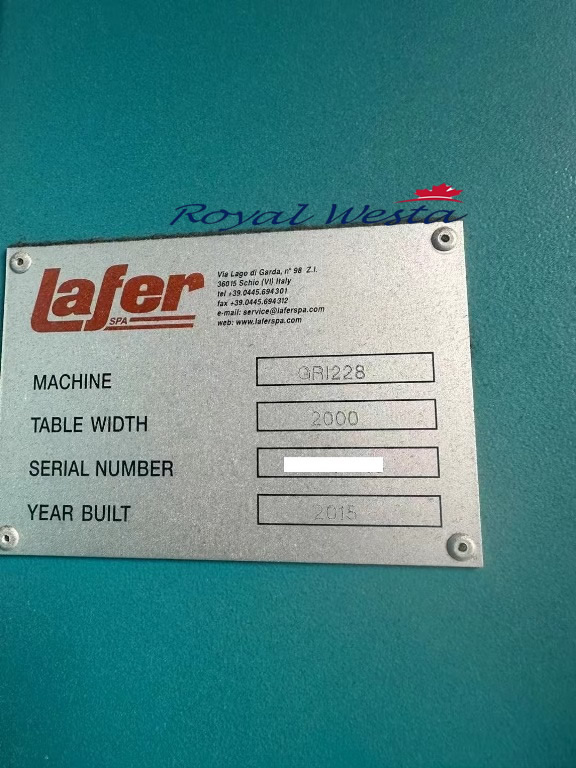 Royal Westa
Lafer
SPA
Via Lago di Garda, n° 98 Z.I.
36015 Schio (VI) Italy
tel +39.0445.694301
fax +39.0445.694312
e-mail: service@laferspa.com
web: www.laferspa.com
MACHINE GRI228
TABLE WIDTH 2000
SERIAL NUMBER
YEAR BUILT 2015